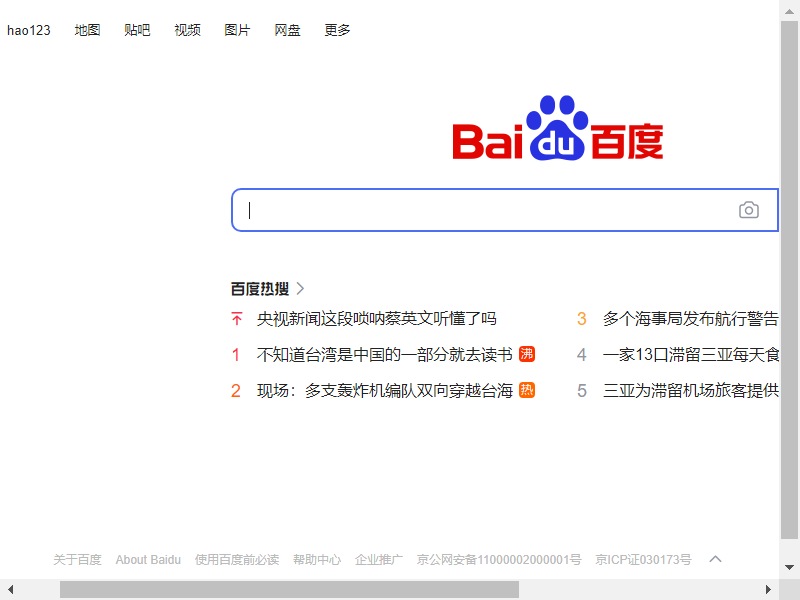 hao123 地图 贴吧 视频 图片 网盘 更多
Bai du 百度
百度热搜
央视新闻这段唢呐蔡英文听懂了吗
1 不知道台湾是中国的一部分就去读书 沸
2 现场：多支轰炸机编队双向穿越台海 热
3 多个海事局发布航行警告
4 一家13口滞留三亚每天食
5 三亚为滞留机场旅客提供
关于百度 About Baidu 使用百度前必读 帮助中心 企业推广 京公网安备11000002000001号 京ICP证030173号